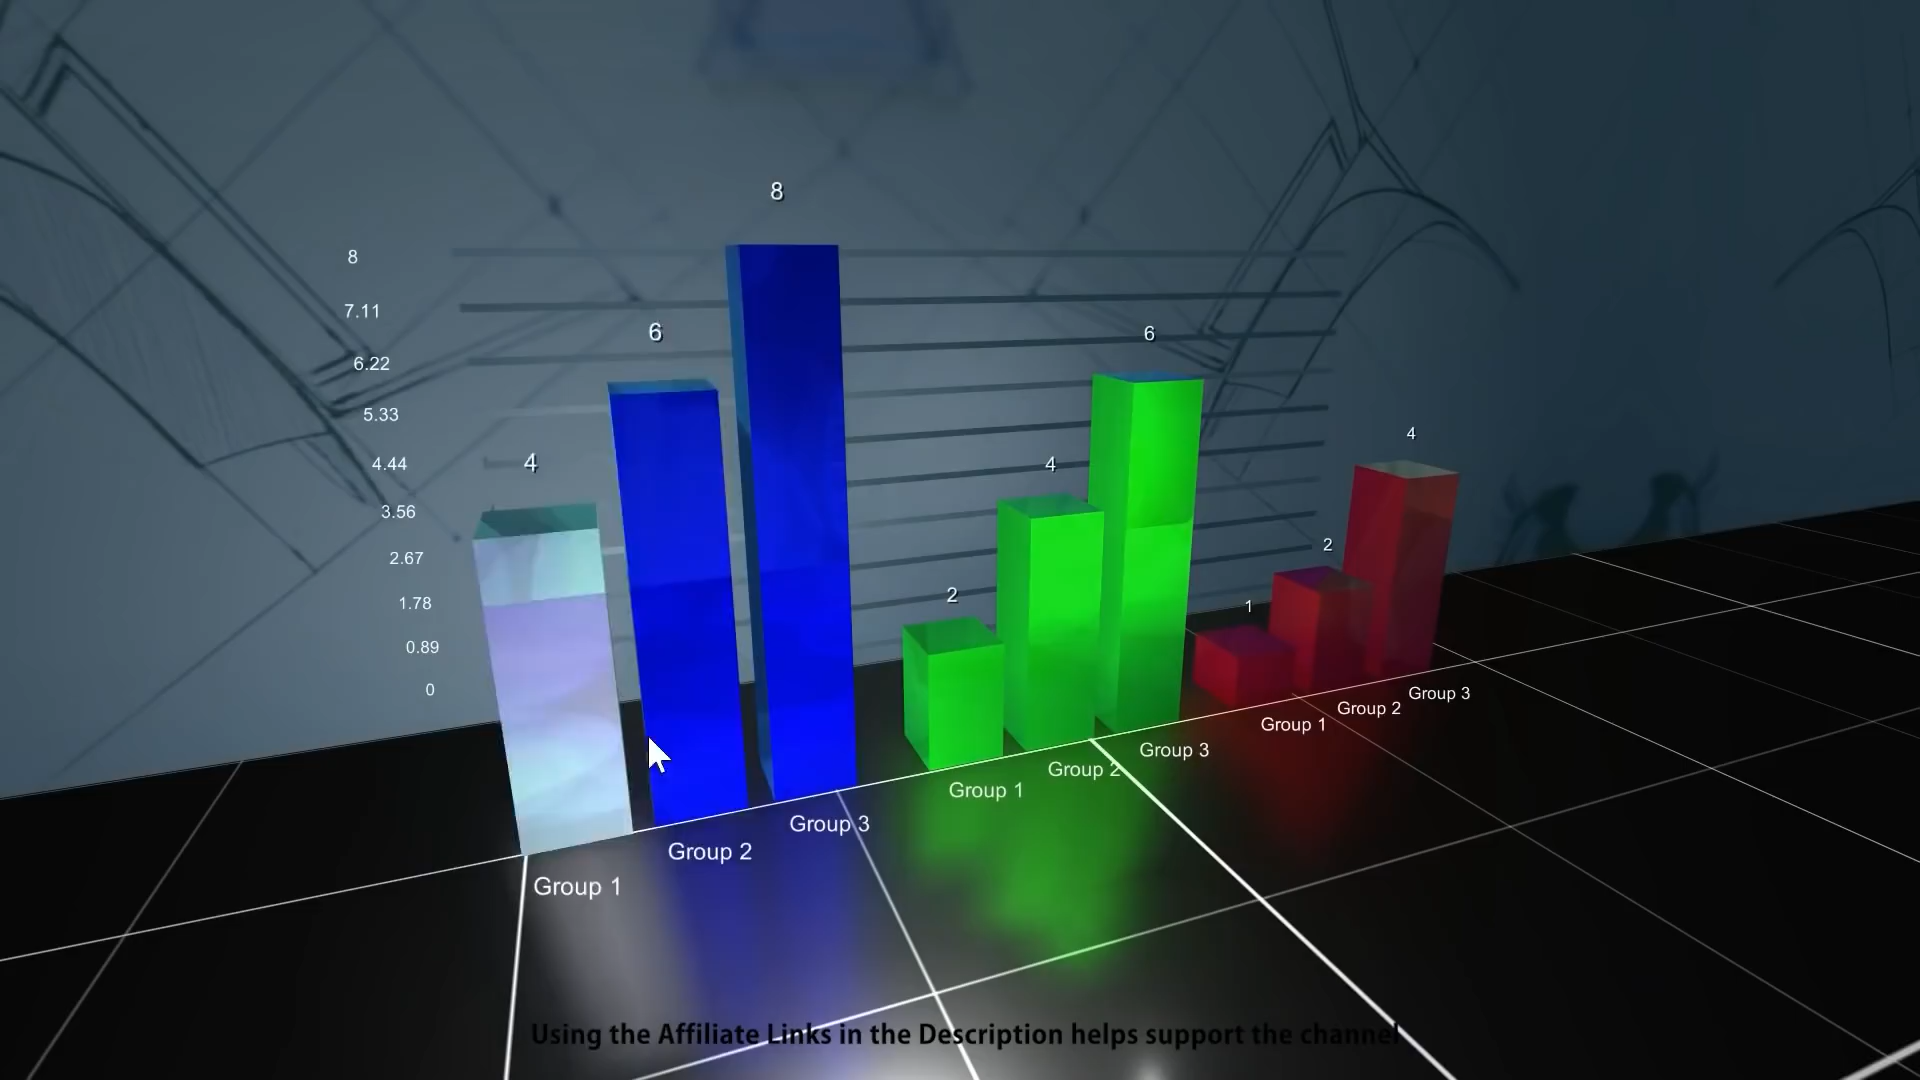 8
8
7.11
6.22
5.33
4.44
3.56
2.67
1.78
0.89
0
4
6
2
4
6
1
2
4
Group 1
Group 2
Group 3
Group 1
Group 2
Group 3
Group 1
Group 2
Group 3
Using the Affiliate Links in the Description helps support the channel